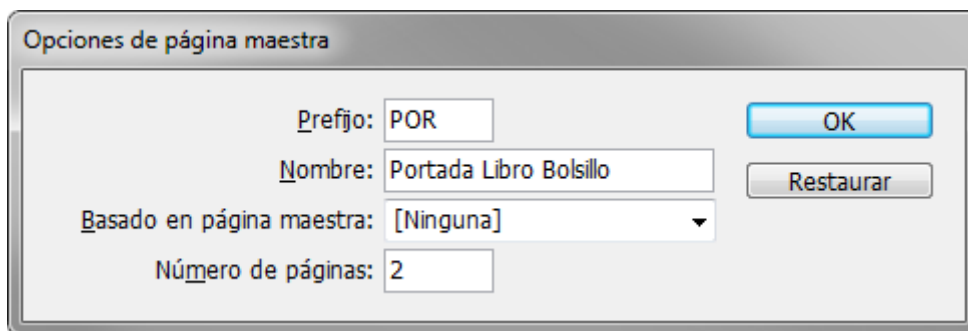 Opciones de página maestra
Prefijo: POR
OK
Nombre: Portada Libro Bolsillo
Restaurar
Basado en página maestra: [Ninguna]
Número de páginas: 2